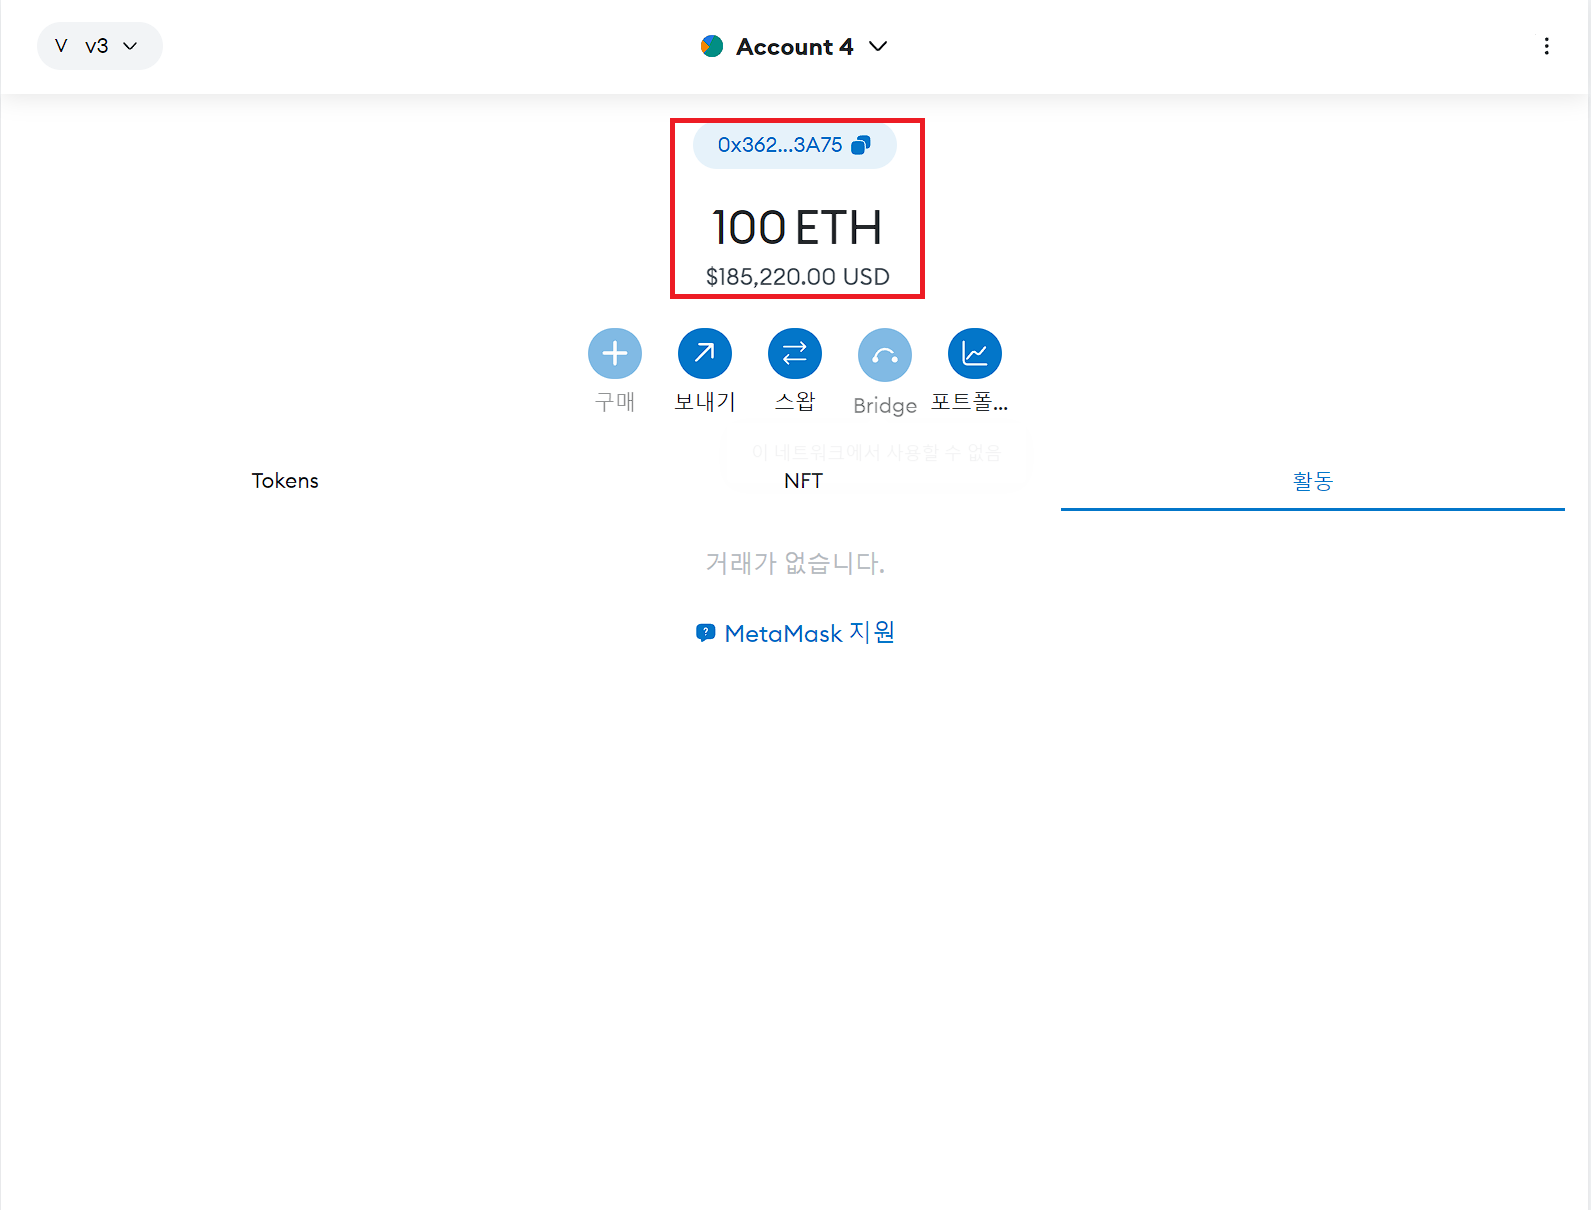 V v3
Account 4
0x362...3A75
100 ETH
$185,220.00 USD
구매
보내기
스왑
Bridge
포트폴...
이 네트워크에서 사용할 수 없음
Tokens
NFT
활동
거래가 없습니다.
MetaMask 지원